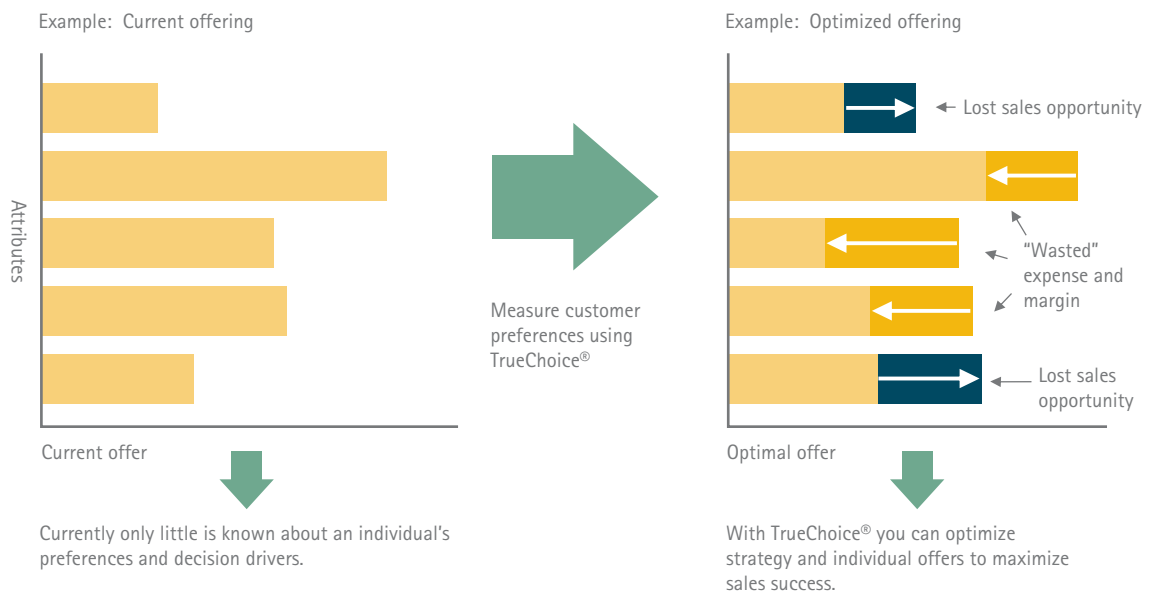 Example: Current offering
Attributes
Current offer
Currently only little is known about an individual's
preferences and decision drivers.
Measure customer
preferences using
TrueChoice®
Example: Optimized offering
Lost sales opportunity
“Wasted”
expense and
margin
Lost sales
opportunity
Optimal offer
With TrueChoice® you can optimize
strategy and individual offers to maximize
sales success.